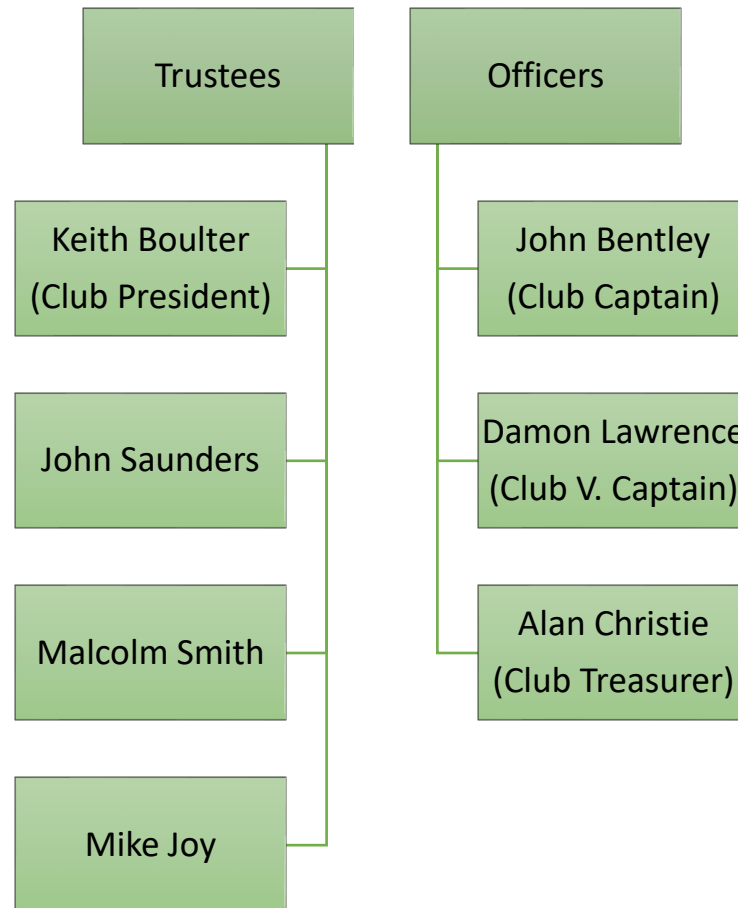 Trustees
Officers
Keith Boulter
(Club President)
John Bentley
(Club Captain)
John Saunders
Damon Lawrence
(Club V. Captain)
Malcolm Smith
Alan Christie
(Club Treasurer)
Mike Joy